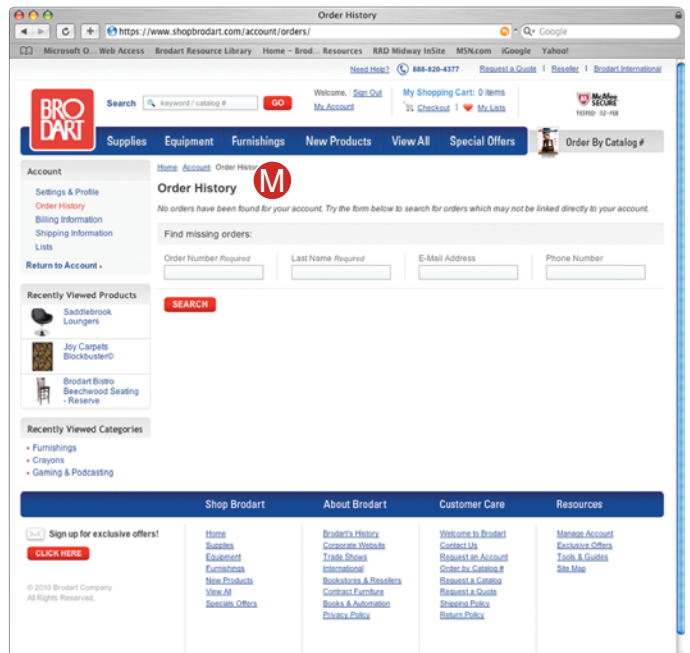 Order History
https://www.shopbrodart.com/account/orders/
Google
Microsoft O... Web Access Brodart Resource Library Home - Brod... Resources RRD Midway InSite MSN.com iGoogle Yahoo!
Need Help? 888-820-4377 Request a Quote | Reseller | Brodart International
BRO
DART
Search keyword / catalog # GO
Welcome, | Sign Out
My Account
My Shopping Cart: 0 items
Checkout | My Lists
McAfee
SECURE
TESTED 02-FEB
Supplies Equipment Furnishings New Products View All Special Offers Order By Catalog #
Account
Settings & Profile
Order History
Billing Information
Shipping Information
Lists
Return to Account
Recently Viewed Products
Saddlebrook
Loungers
Joy Carpets
Blockbuster©
Brodart Bistro
Beechwood Seating
- Reserve
Recently Viewed Categories
Furnishings
Crayons
Gaming & Podcasting
Home Account Order History
M
Order History
No orders have been found for your account. Try the form below to search for orders which may not be linked directly to your account.
Find missing orders:
Order Number Required Last Name Required E-Mail Address Phone Number
SEARCH
Sign up for exclusive offers!
CLICK HERE
© 2010 Brodart Company
All Rights Reserved.
Shop Brodart
Home
Supplies
Equipment
Furnishings
New Products
View All
Specials Offers
About Brodart
Brodart's History
Corporate Website
Trade Shows
International
Bookstores & Resellers
Contract Furniture
Books & Automation
Privacy Policy
Customer Care
Welcome to Brodart
Contact Us
Request an Account
Order by Catalog #
Request a Catalog
Request a Quote
Shipping Policy
Return Policy
Resources
Manage Account
Exclusive Offers
Tools & Guides
Site Map